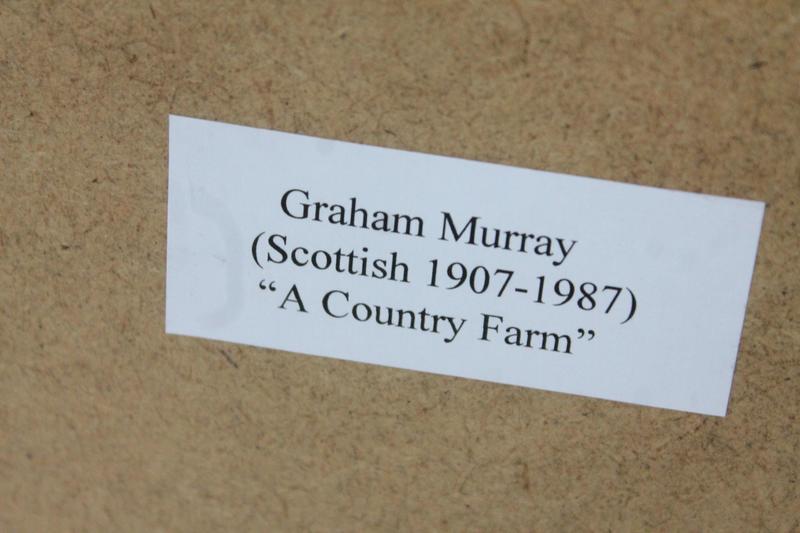 Graham Murray
(Scottish 1907-1987)
“A Country Farm”